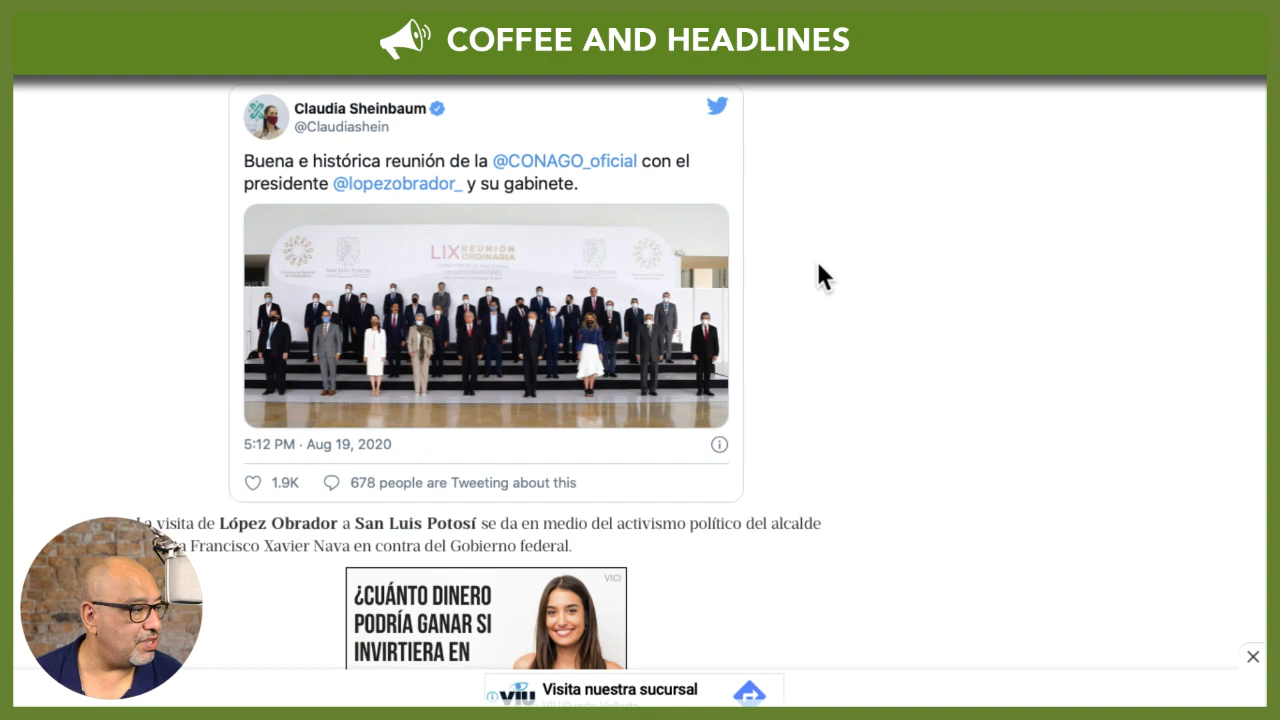 COFFEE AND HEADLINES
Claudia Sheinbaum
@Claudiashein
Buena e histórica reunión de la @CONAGO_oficial con el
presidente @lopezobrador_ y su gabinete.
LIX REUNIÓN
ORDINARIA
5:12 PM · Aug 19, 2020
1.9K 678 people are Tweeting about this
visita de López Obrador a San Luis Potosí se da en medio del activismo político del alcalde
Francisco Xavier Nava en contra del Gobierno federal.
VICI
¿CUÁNTO DINERO
PODRÍA GANAR SI
INVIRTIERA EN
VIU Visita nuestra sucursal